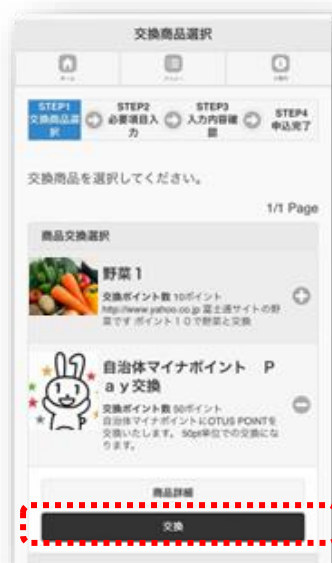 交換商品選択
STEP1
交換商品選
択
STEP2
必要項目入
力
STEP3
入力内容確
認
STEP4
申込完了
交換商品を選択してください。
1/1 Page
商品交換選択
野菜1
交換ポイント数 10ポイント
http://www.yahoo.co.jp 富士通サイトの野
菜です ポイント10で野菜と交換
自治体マイナポイント P
ay交換
交換ポイント数 50ポイント
自治体マイナポイントにOTUS POINTを
交換いたします。 50pt単位での交換にな
ります。
商品詳細
交換